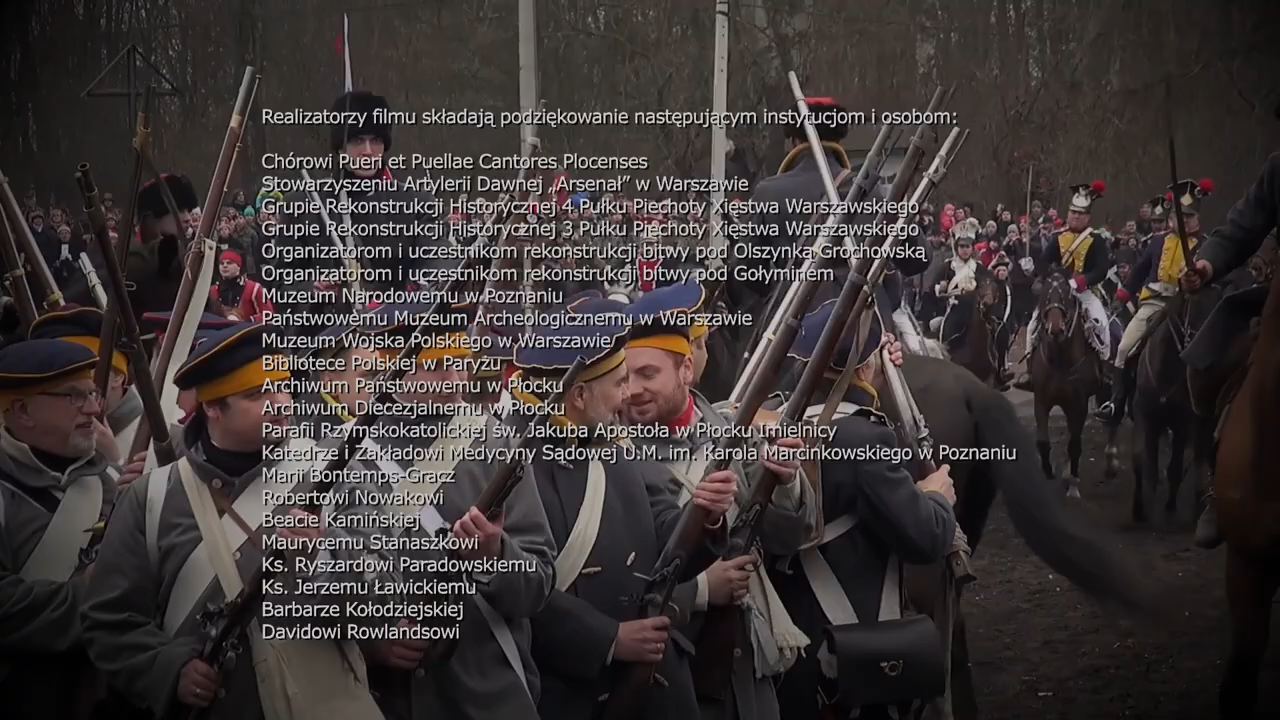 Realizatorzy filmu składają podziękowanie następującym instytucjom i osobom:
Chórowi Pueri et Puellae Cantores Plocenses
Stowarzyszeniu Artylerii Dawnej „Arsenał” w Warszawie
Grupie Rekonstrukcji Historycznej 4 Pułku Piechoty Xięstwa Warszawskiego
Grupie Rekonstrukcji Historycznej 3 Pułku Piechoty Xięstwa Warszawskiego
Organizatorom i uczestnikom rekonstrukcji bitwy pod Olszynką Grochowską
Organizatorom i uczestnikom rekonstrukcji bitwy pod Gołyminem
Muzeum Narodowemu w Poznaniu
Państwowemu Muzeum Archeologicznemu w Warszawie
Muzeum Wojska Polskiego w Warszawie
Bibliotece Polskiej w Paryżu
Archiwum Państwowemu w Płocku
Archiwum Diecezjalnemu w Płocku
Parafii Rzymskokatolickiej św. Jakuba Apostoła w Płocku Imielnicy
Katedrze i Zakładowi Medycyny Sądowej U.M. im. Karola Marcinkowskiego w Poznaniu
Marii Bontemps-Gracz
Robertowi Nowakowi
Beacie Kamińskiej
Maurycemu Stanaszkowi
Ks. Ryszardowi Paradowskiemu
Ks. Jerzemu Ławickiemu
Barbarze Kołodziejskiej
Davidowi Rowlandsowi